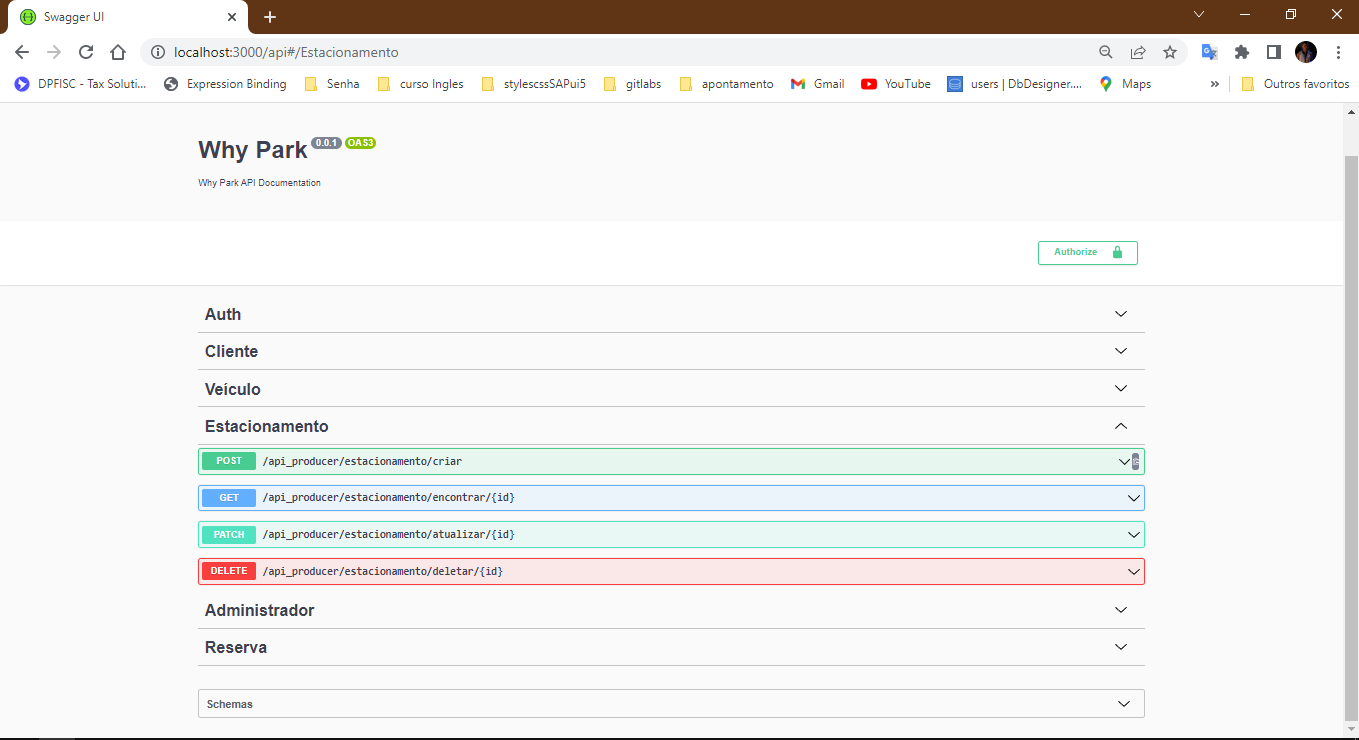 Swagger UI
localhost:3000/api#/Estacionamento
DPFISC - Tax Soluti... Expression Binding Senha curso Ingles stylescssSAPui5 gitlabs apontamento Gmail YouTube users | DbDesigner.... Maps » Outros favoritos
Why Park 0.0.1 OAS3
Why Park API Documentation
Authorize
Auth
Cliente
Veículo
Estacionamento
POST /api_producer/estacionamento/criar
GET /api_producer/estacionamento/encontrar/{id}
PATCH /api_producer/estacionamento/atualizar/{id}
DELETE /api_producer/estacionamento/deletar/{id}
Administrador
Reserva
Schemas